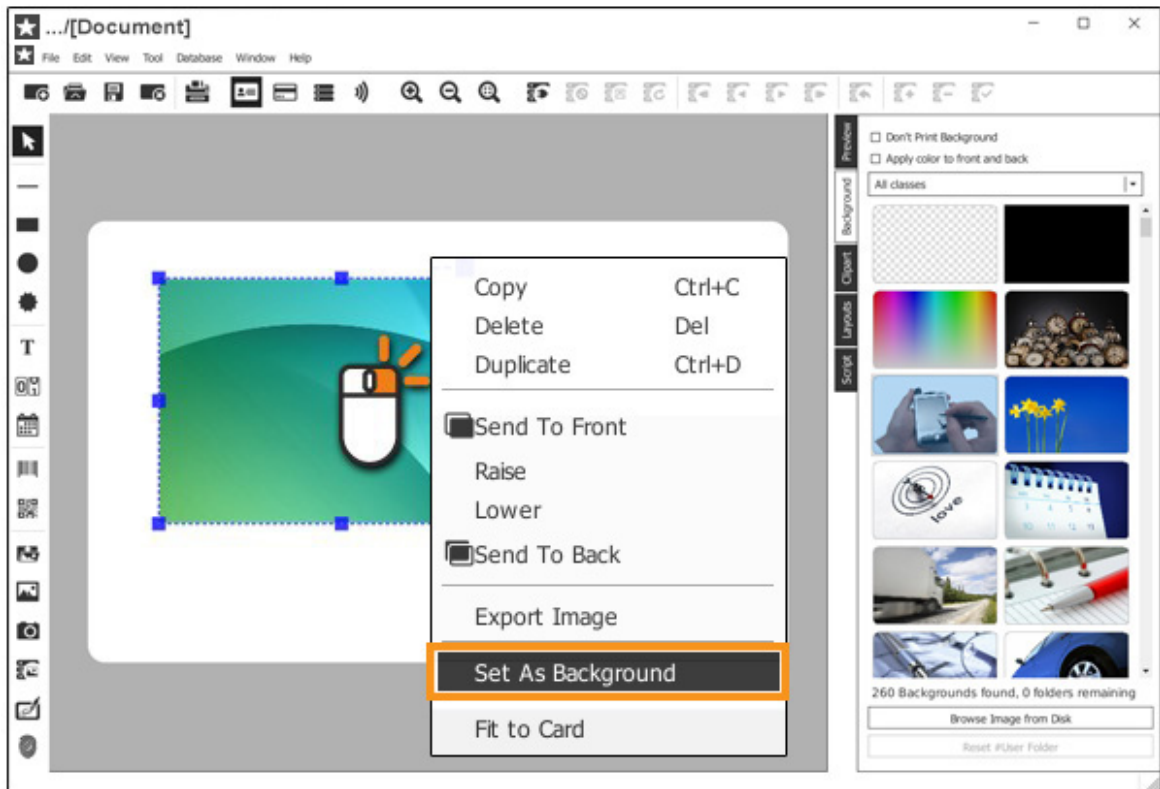 .../[Document]
File Edit View Tool Database Window Help
Preview
Background
Clipart
Layouts
Script
Don't Print Background
Apply color to front and back
All classes
love
Copy Ctrl+C
Delete Del
Duplicate Ctrl+D
Send To Front
Raise
Lower
Send To Back
Export Image
Set As Background
Fit to Card
260 Backgrounds found, 0 folders remaining
Browse Image from Disk
Reset #User Folder